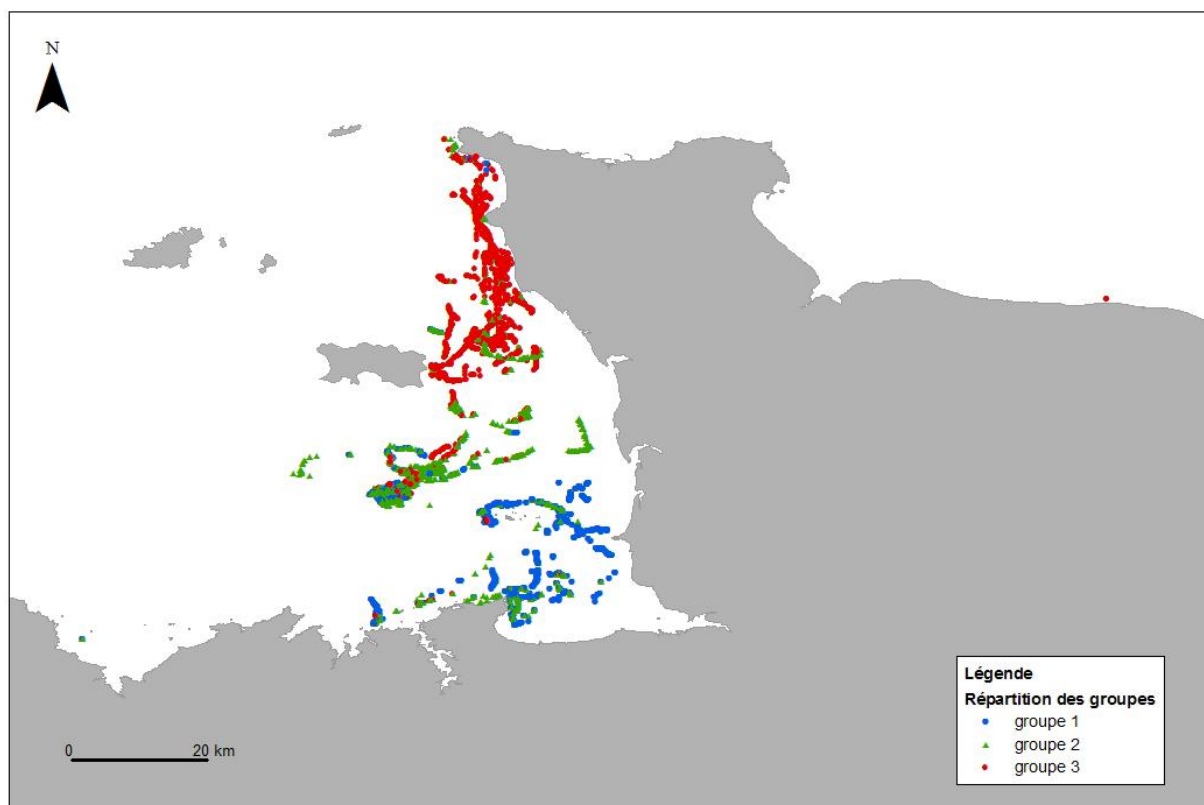 N
Légende
Répartition des groupes
groupe 1
groupe 2
groupe 3
0 20 km